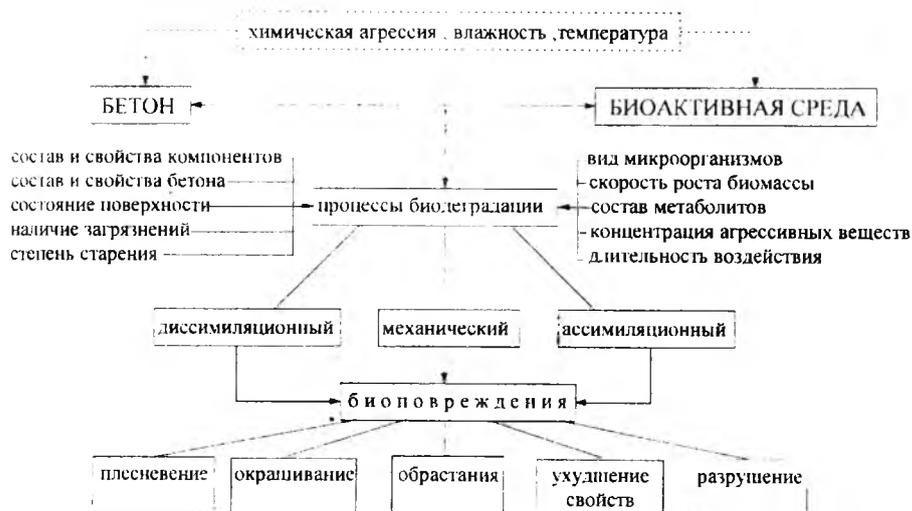 химическая агрессия , влажность ,температура
БЕТОН
БИОАКТИВНАЯ СРЕДА
состав и свойства компонентов
состав и свойства бетона
состояние поверхности
наличие загрязнений
степень старения
процессы биодеградации
вид микроорганизмов
скорость роста биомассы
состав метаболитов
концентрация агрессивных веществ
длительность воздействия
диссимиляционный
механический
ассимиляционный
биоповреждения
плесневение
окрашивание
обрастания
ухудшение
свойств
разрушение